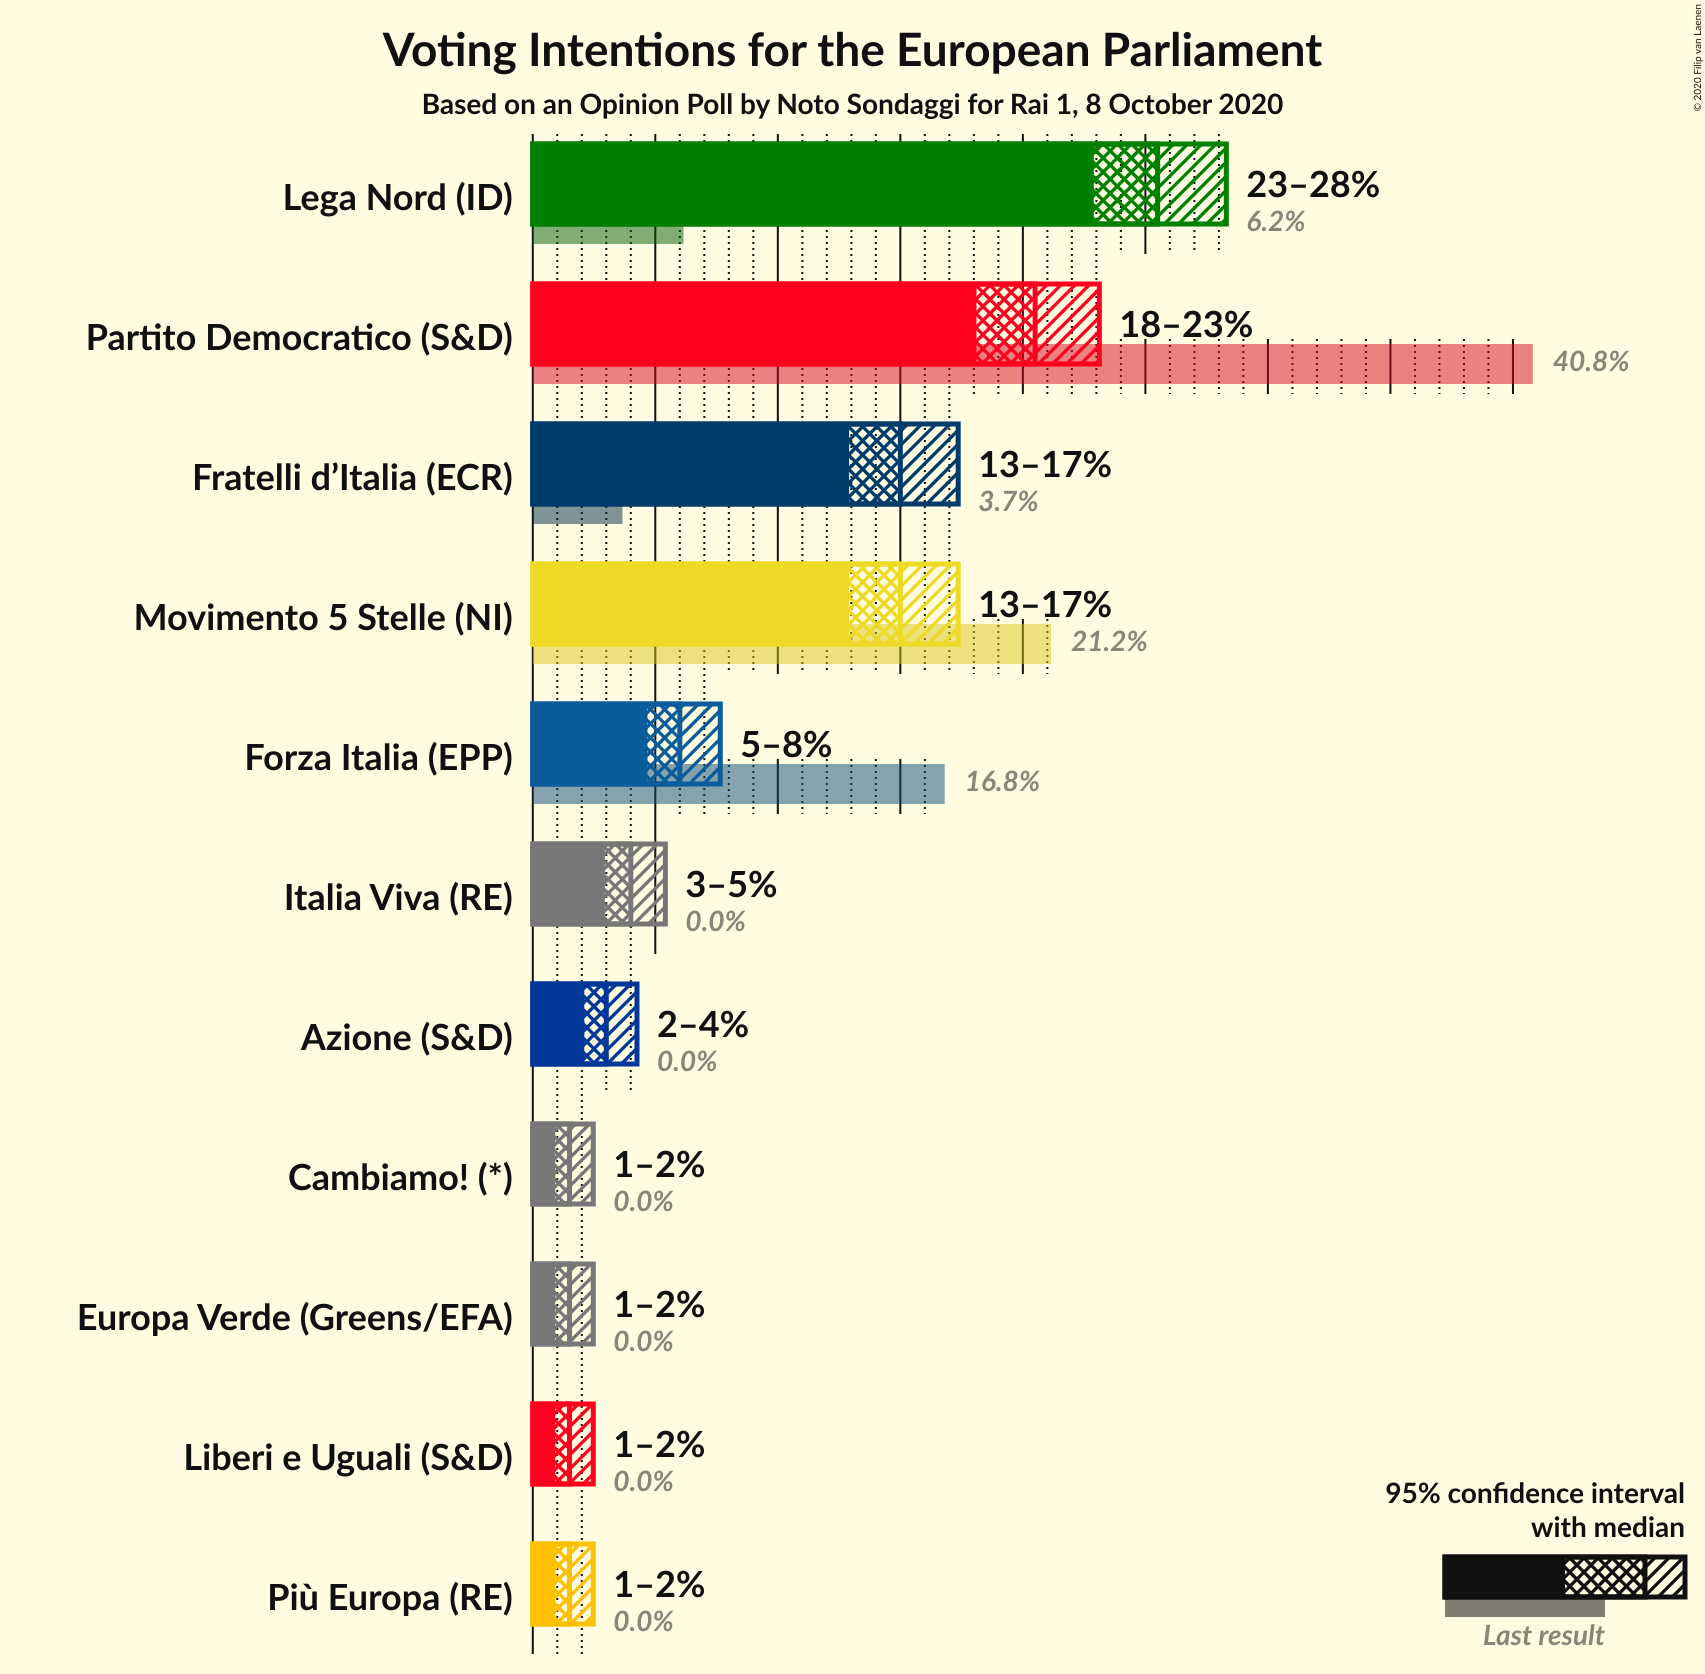 Voting Intentions for the European Parliament
Based on an Opinion Poll by Noto Sondaggi for Rai 1, 8 October 2020
© 2020 Filip van Laenen
Lega Nord (ID)
23–28%
6.2%
Partito Democratico (S&D)
18–23%
40.8%
Fratelli d’Italia (ECR)
13–17%
3.7%
Movimento 5 Stelle (NI)
13–17%
21.2%
Forza Italia (EPP)
5–8%
16.8%
Italia Viva (RE)
3–5%
0.0%
Azione (S&D)
2–4%
0.0%
Cambiamo! (*)
1–2%
0.0%
Europa Verde (Greens/EFA)
1–2%
0.0%
Liberi e Uguali (S&D)
1–2%
0.0%
Più Europa (RE)
1–2%
0.0%
95% confidence interval
with median
Last result